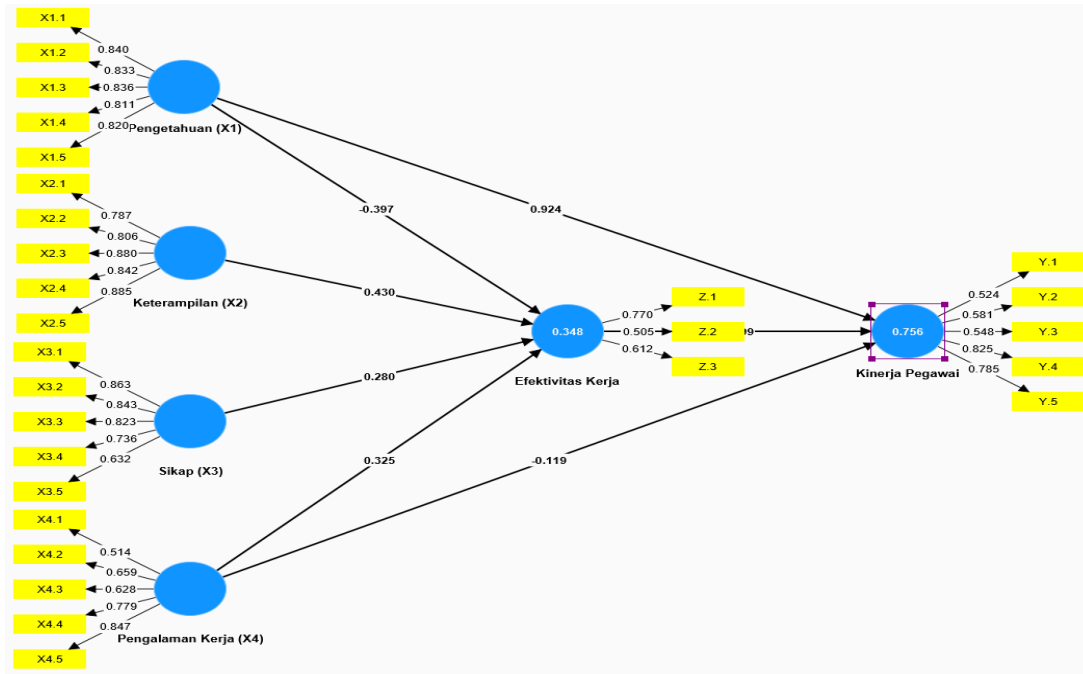 X1.1
X1.2
X1.3
X1.4
X1.5
0.840
0.833
0.836
0.811
0.820
Pengetahuan (X1)
X2.1
X2.2
X2.3
X2.4
X2.5
0.787
0.806
0.880
0.842
0.885
Keterampilan (X2)
X3.1
X3.2
X3.3
X3.4
X3.5
0.863
0.843
0.823
0.736
0.632
Sikap (X3)
X4.1
X4.2
X4.3
X4.4
X4.5
0.514
0.659
0.628
0.779
0.847
Pengalaman Kerja (X4)
-0.397
0.924
0.430
0.280
0.325
-0.119
0.348
Efektivitas Kerja
0.770
0.505
0.612
Z.1
Z.2
Z.3
0.756
Kinerja Pegawai
0.524
0.581
0.548
0.825
0.785
Y.1
Y.2
Y.3
Y.4
Y.5